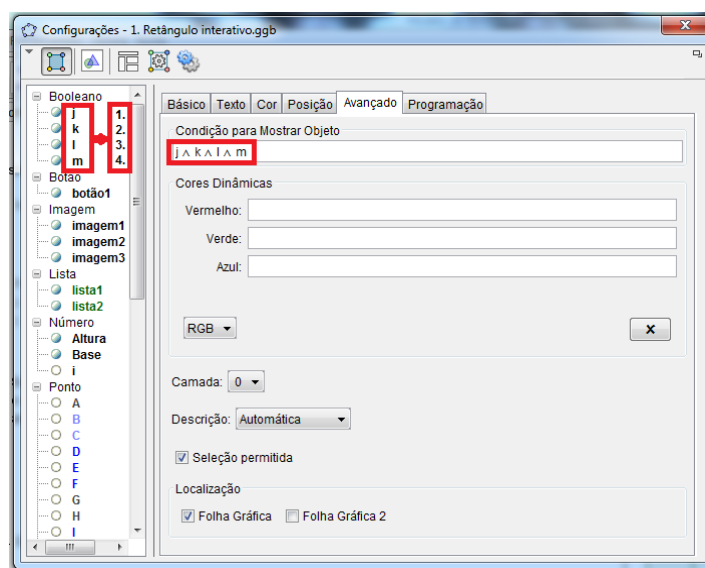 Configurações - 1. Retângulo interativo.ggb
Booleano
j 1.
k 2.
l 3.
m 4.
Botão
botão1
Imagem
imagem1
imagem2
imagem3
Lista
lista1
lista2
Número
Altura
Base
i
Ponto
A
B
C
D
E
F
G
H
I
Básico Texto Cor Posição Avançado Programação
Condição para Mostrar Objeto
j ∧ k ∧ l ∧ m
Cores Dinâmicas
Vermelho:
Verde:
Azul:
RGB
x
Camada: 0
Descrição: Automática
Seleção permitida
Localização
Folha Gráfica Folha Gráfica 2